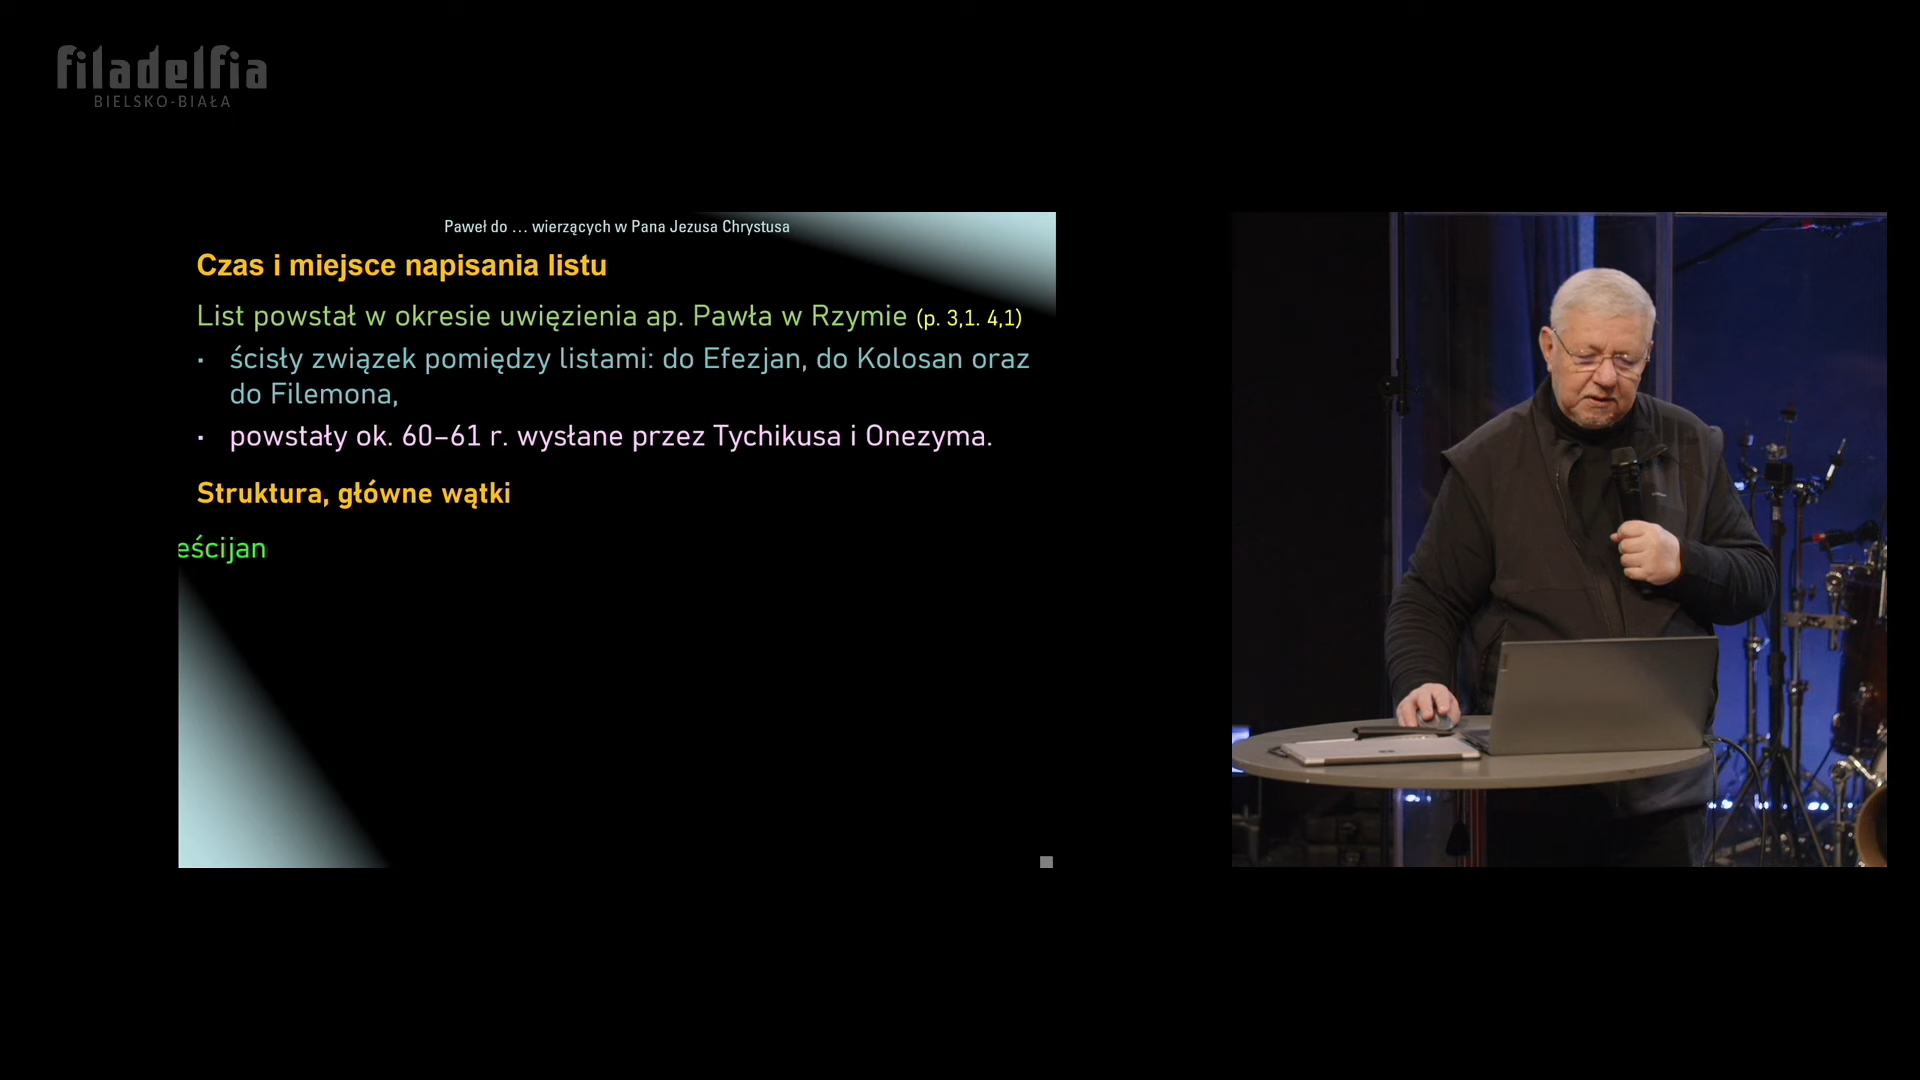 filadelfia
BIELSKO-BIAŁA
Paweł do … wierzących w Pana Jezusa Chrystusa
Czas i miejsce napisania listu
List powstał w okresie uwięzienia ap. Pawła w Rzymie (p. 3,1. 4,1)
· ścisły związek pomiędzy listami: do Efezjan, do Kolosan oraz
do Filemona,
· powstały ok. 60–61 r. wysłane przez Tychikusa i Onezyma.
Struktura, główne wątki
eścijan